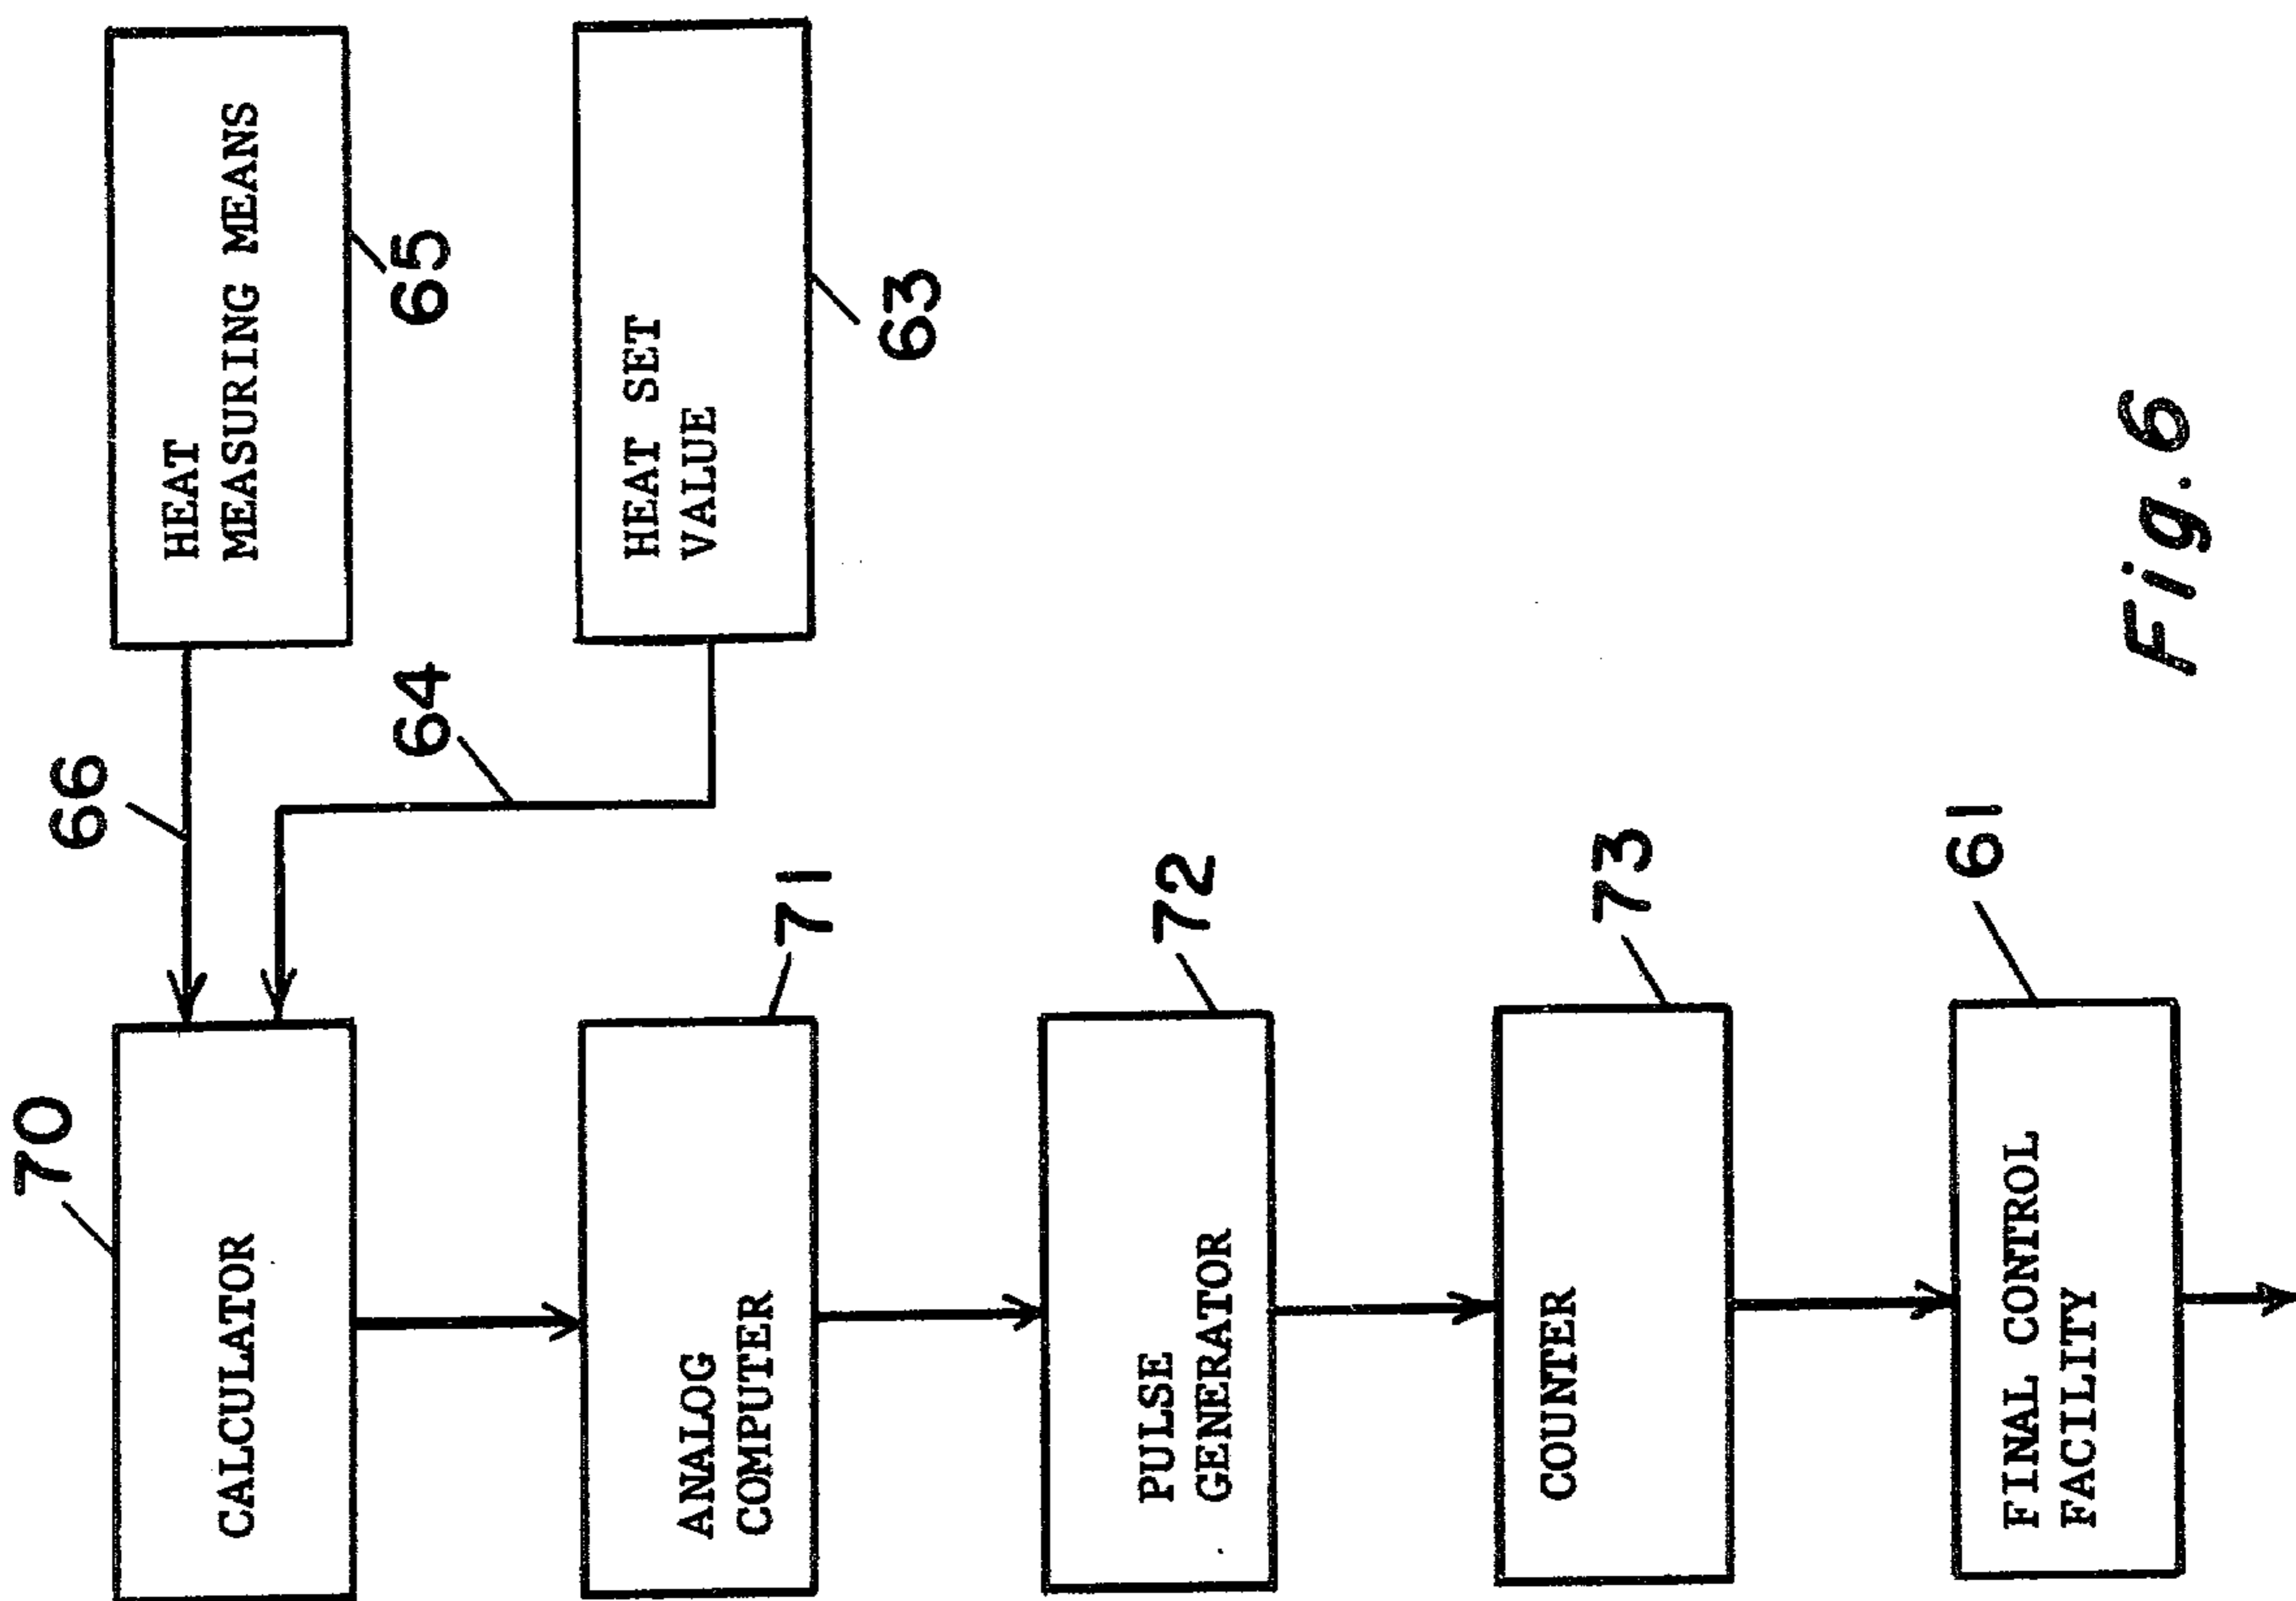 HEAT
MEASURING MEANS
65
HEAT SET
VALUE
63
66
64
70
CALCULATOR
71
ANALOG
COMPUTER
72
PULSE
GENERATOR
73
COUNTER
61
FINAL CONTROL
FACILITY
Fig. 6